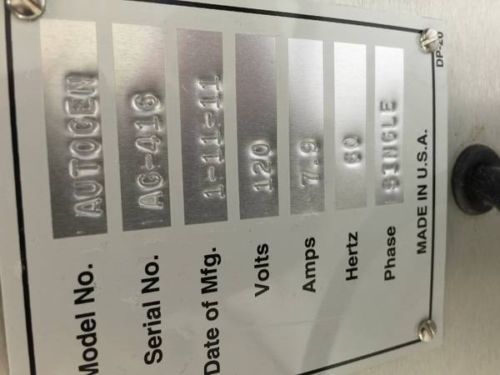 Model No. AUTOGEN
Serial No. AG-416
Date of Mfg. 1-11-11
Volts 120
Amps 7.9
Hertz 60
Phase SINGLE
MADE IN U.S.A.
DP-20